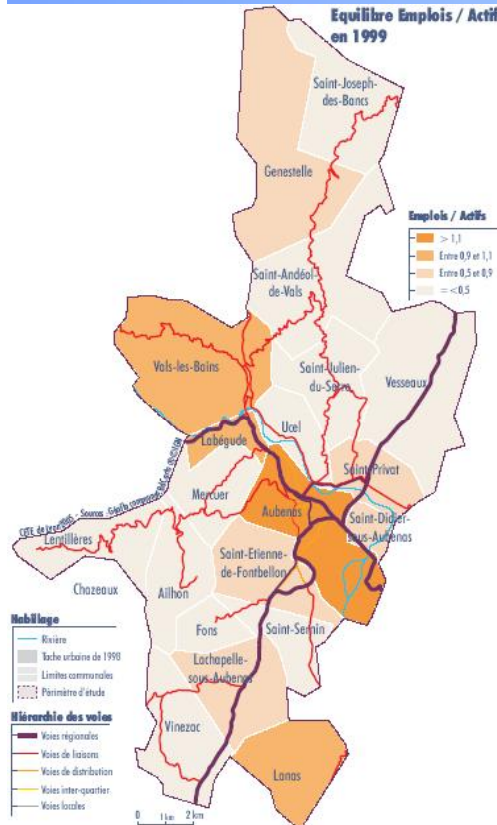 Equilibre Emplois / Actif
en 1999
Saint-Joseph-
des-Bancs
Genestelle
Emplois / Actifs
> 1,1
Entre 0,9 et 1,1
Entre 0,5 et 0,9
= <0,5
Saint-Andéol-
de-Vals
Vals-les-Bains
Saint-Julien-
du-Serre
Vesseaux
Ucel
Labégude
Saint-Privat
Mercuer
Aubenas
Saint-Didier-
sous-Aubenas
Lentillères
Saint-Etienne-
de-Fontbellon
Chazeaux
Ailhon
Fons
Saint-Sernin
Lachapelle-
sous-Aubenas
Vinezac
Lanas
Habillage
Rivière
Tache urbaine de 1998
Limites communales
Périmètre d'étude
Hiérarchie des voies
Voies régionales
Voies de liaisons
Voies de distribution
Voies inter-quartier
Voies locales
0 1 km 2 km